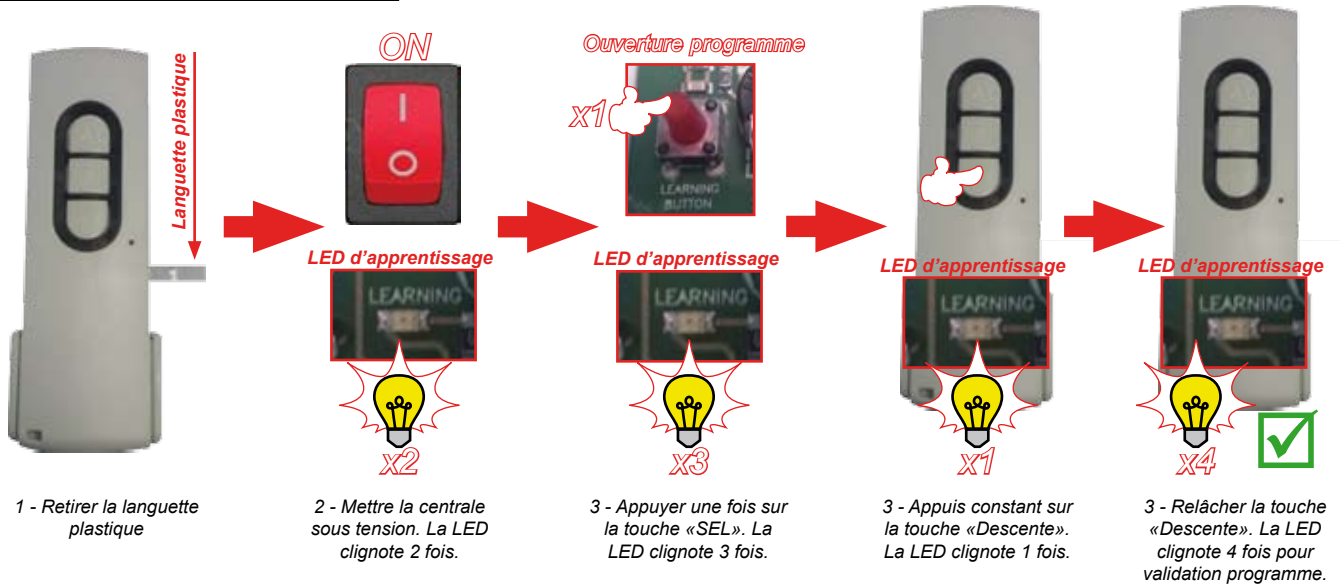 Languette plastique
ON
Ouverture programme
x1
LEARNING
BUTTON
LED d'apprentissage
LEARNING
x2
LED d'apprentissage
LEARNING
x3
LED d'apprentissage
LEARNING
x1
LED d'apprentissage
LEARNING
x4
1 - Retirer la languette
plastique
2 - Mettre la centrale
sous tension. La LED
clignote 2 fois.
3 - Appuyer une fois sur
la touche «SEL». La
LED clignote 3 fois.
3 - Appuis constant sur
la touche «Descente».
La LED clignote 1 fois.
3 - Relâcher la touche
«Descente». La LED
clignote 4 fois pour
validation programme.